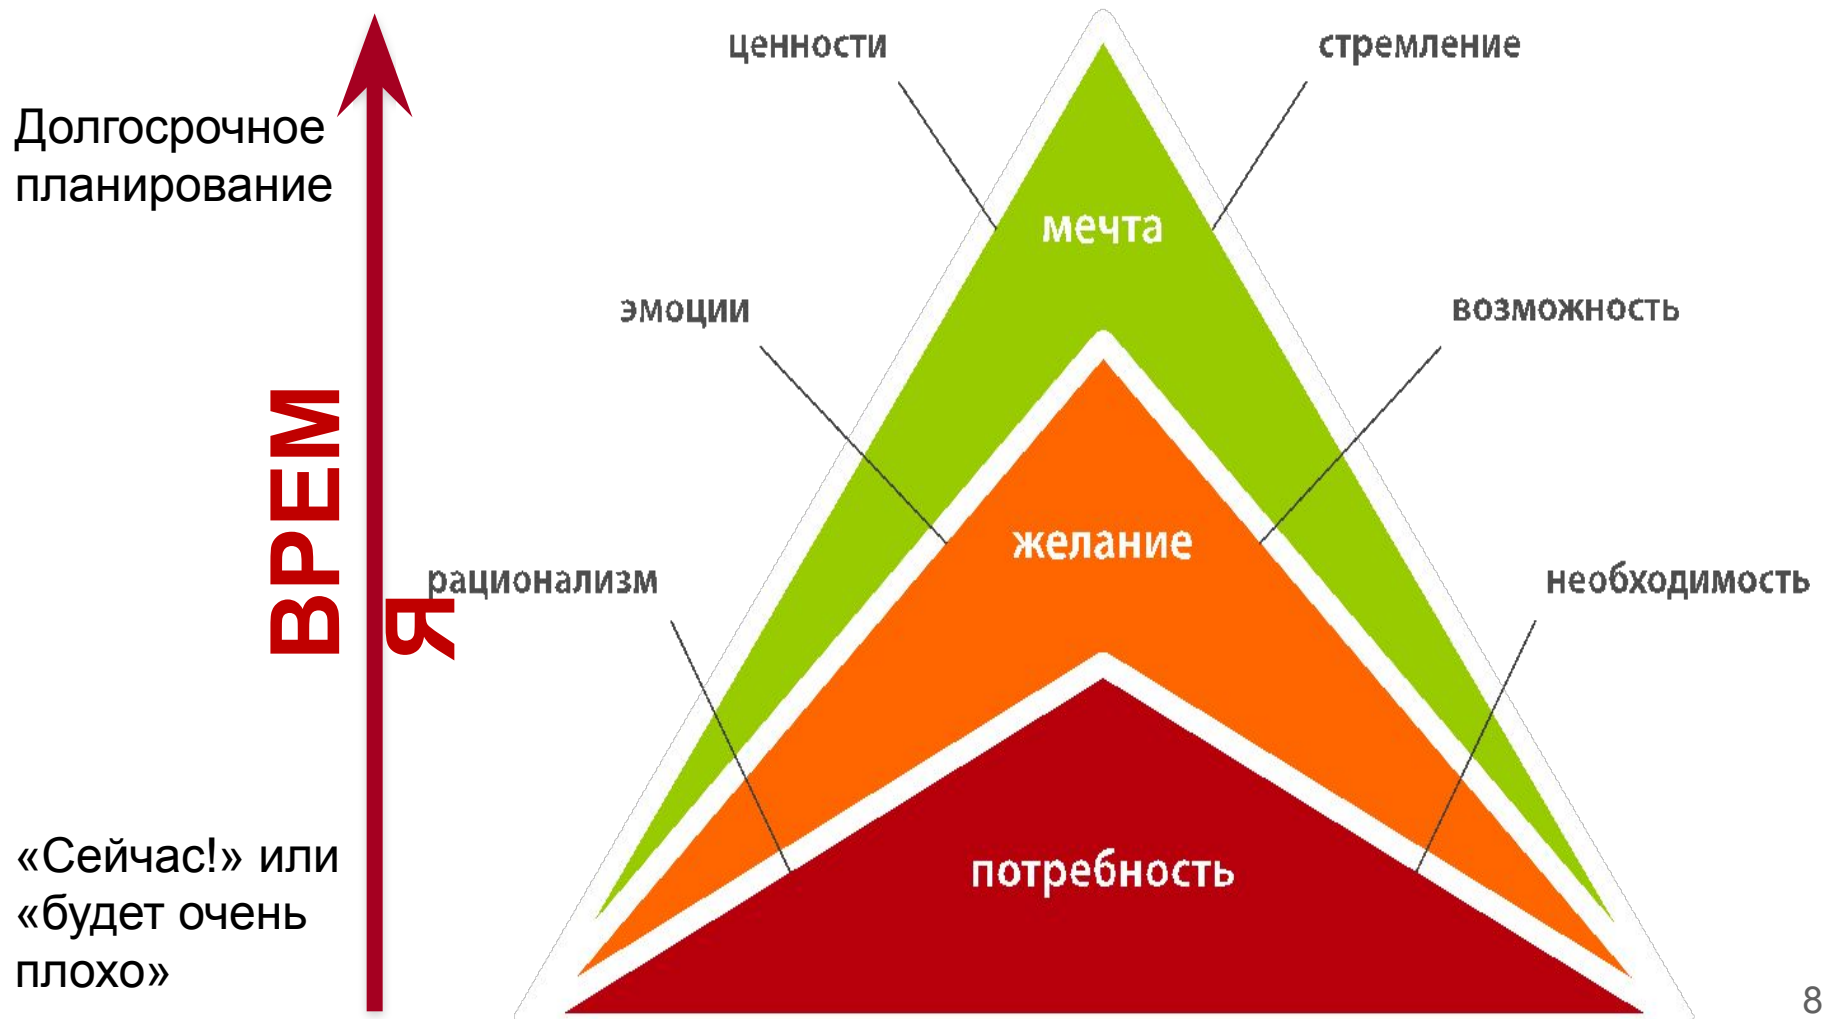 ценности
стремление
Долгосрочное
планирование
мечта
эмоции
возможность
ВРЕМ
Я
желание
рационализм
необходимость
«Сейчас!» или
«будет очень
плохо»
потребность
8